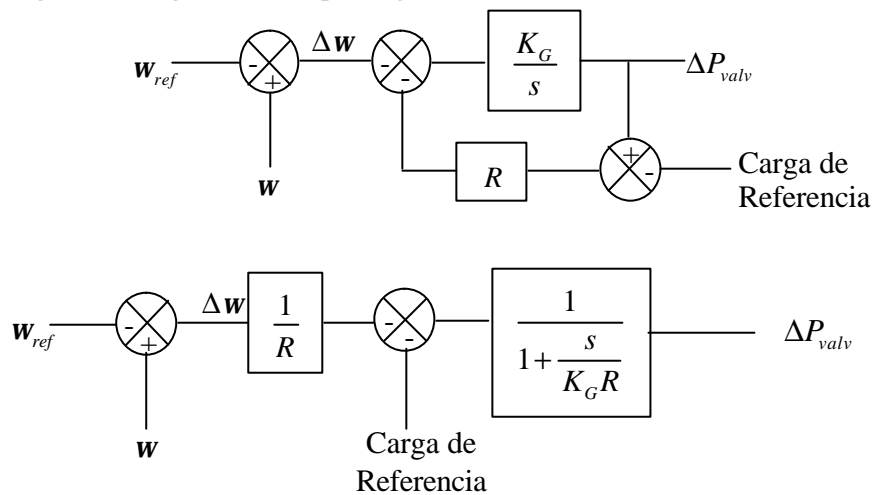 K_G
s
w_ref
-
+
Δw
-
-
ΔP_valv
w
R
+
-
Carga de
Referencia
w_ref
-
+
Δw
1
R
-
-
1
1+ s
K_G R
ΔP_valv
w
Carga de
Referencia